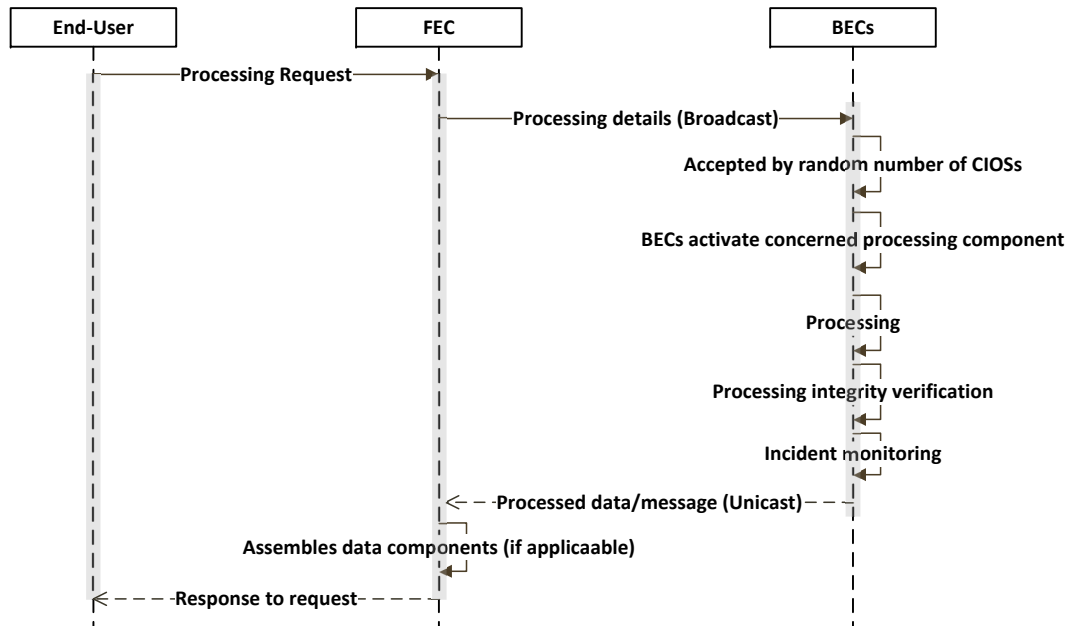 End-User
FEC
BECs
Processing Request
Processing details (Broadcast)
Accepted by random number of CIOSs
BECs activate concerned processing component
Processing
Processing integrity verification
Incident monitoring
Processed data/message (Unicast)
Assembles data components (if applicaable)
Response to request